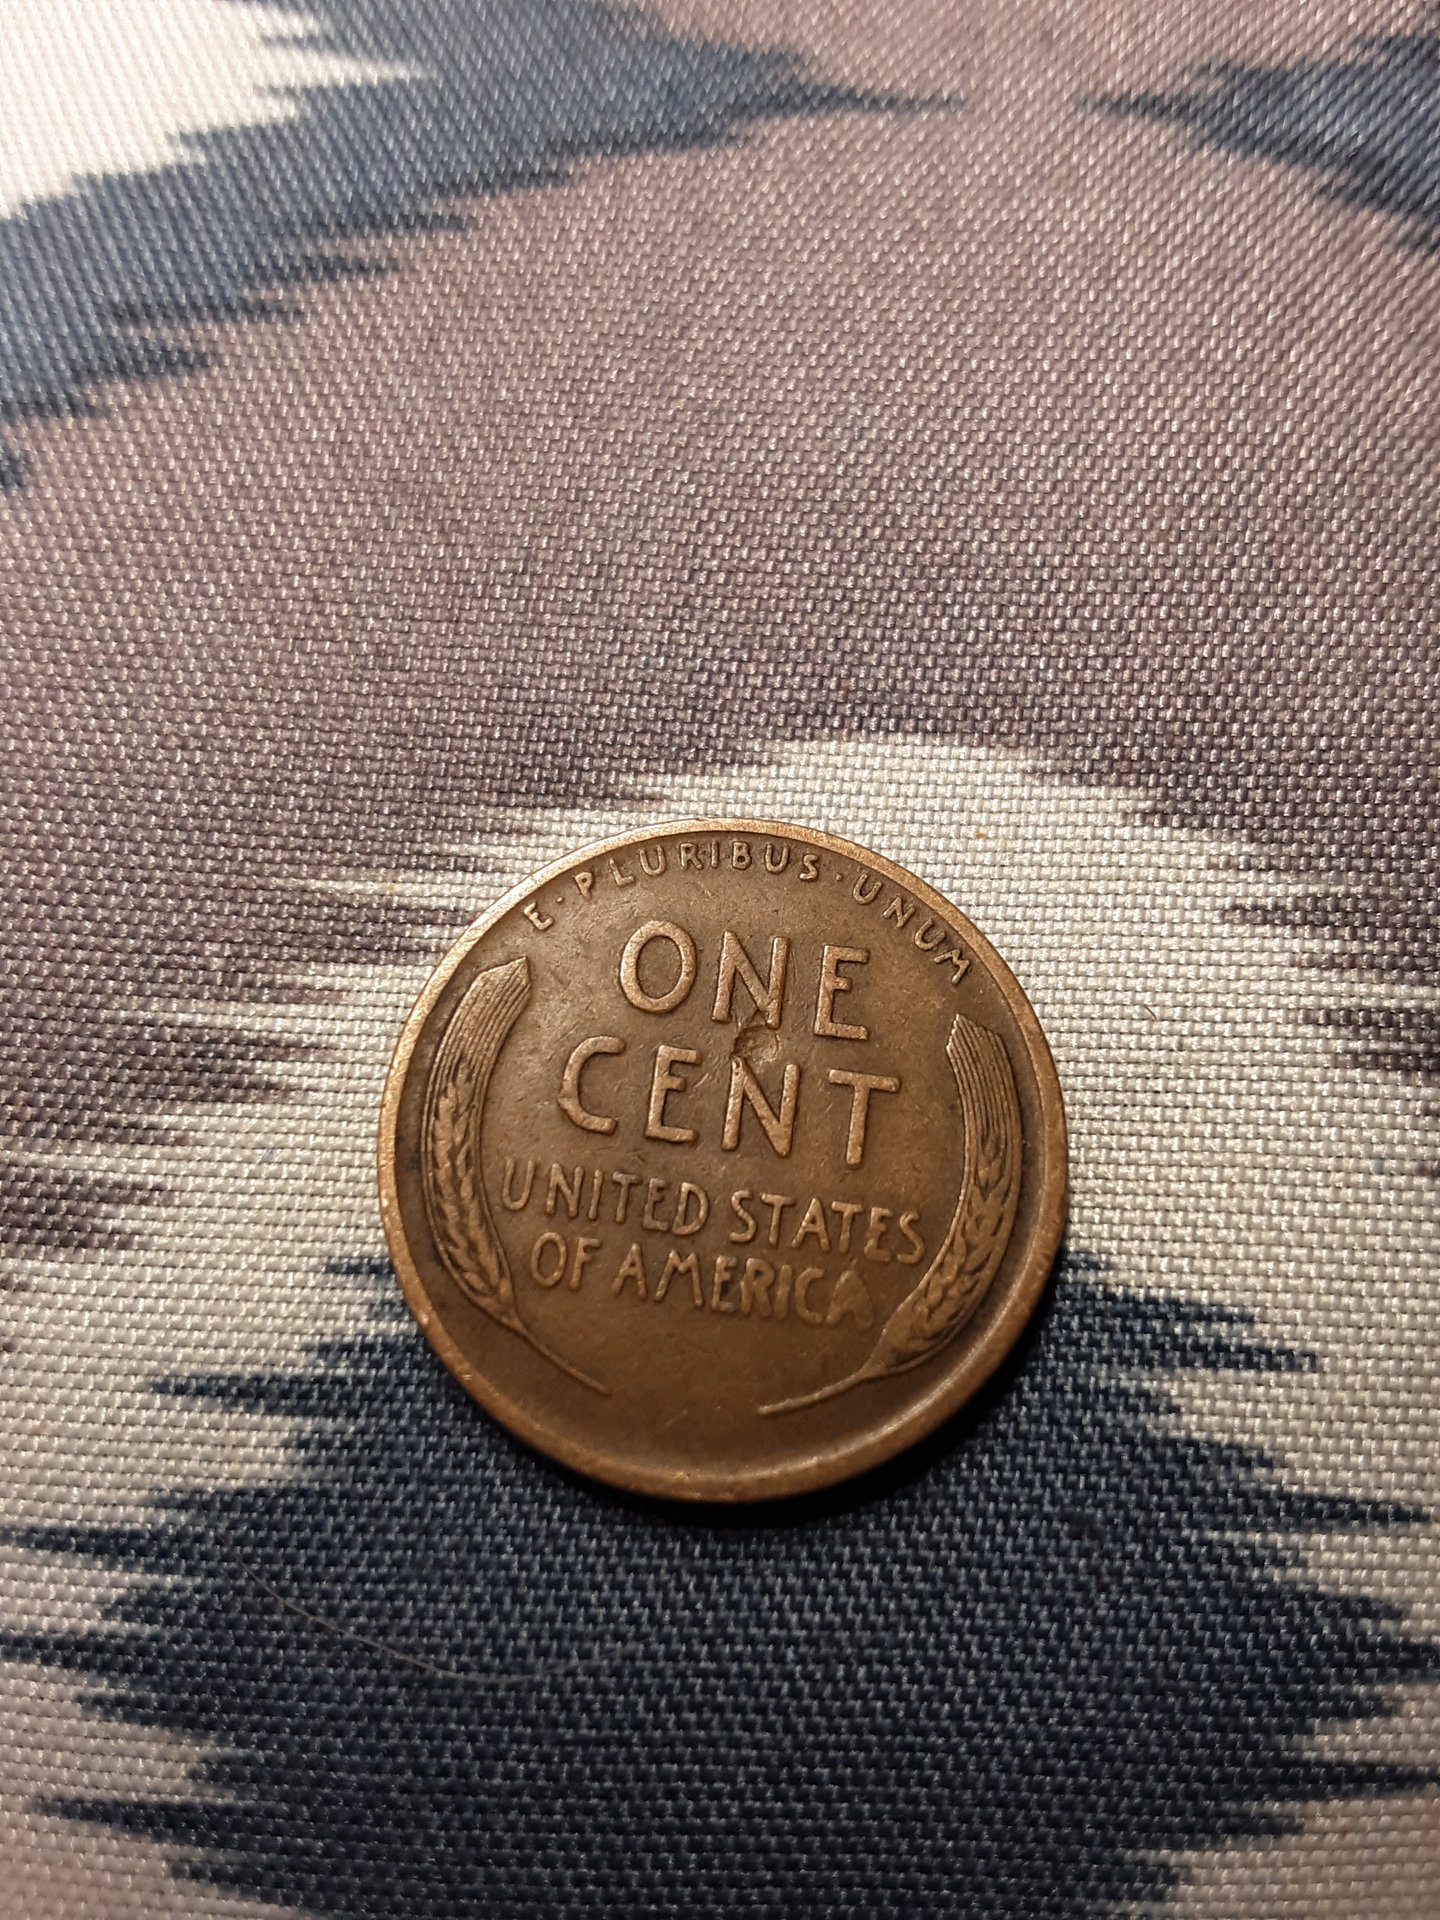 E·PLURIBUS·UNUM
ONE
CENT
UNITED STATES
OF AMERICA